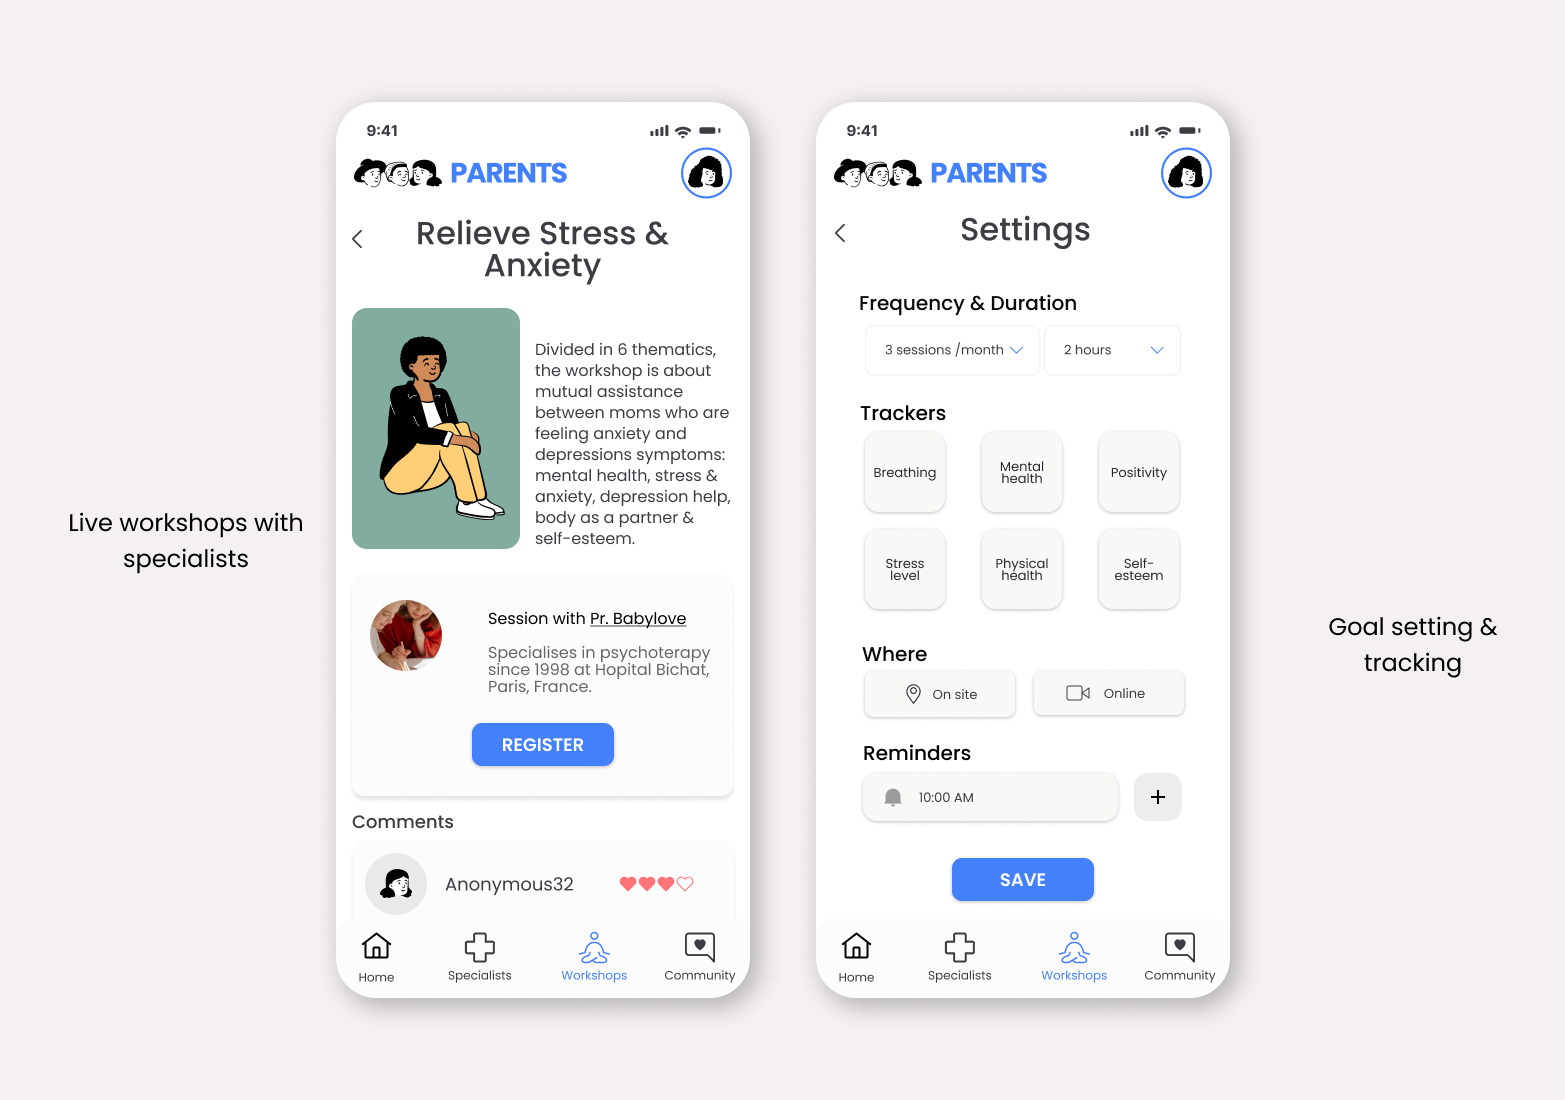 Live workshops with
specialists
9:41
PARENTS
Relieve Stress &
Anxiety
Divided in 6 thematics,
the workshop is about
mutual assistance
between moms who are
feeling anxiety and
depressions symptoms:
mental health, stress &
anxiety, depression help,
body as a partner &
self-esteem.
Session with Pr. Babylove
Specialises in psychoterapy
since 1998 at Hopital Bichat,
Paris, France.
REGISTER
Comments
Anonymous32
Home
Specialists
Workshops
Community
9:41
PARENTS
Settings
Frequency & Duration
3 sessions /month
2 hours
Trackers
Breathing
Mental
health
Positivity
Stress
level
Physical
health
Self-
esteem
Where
On site
Online
Reminders
10:00 AM
+
SAVE
Home
Specialists
Workshops
Community
Goal setting &
tracking